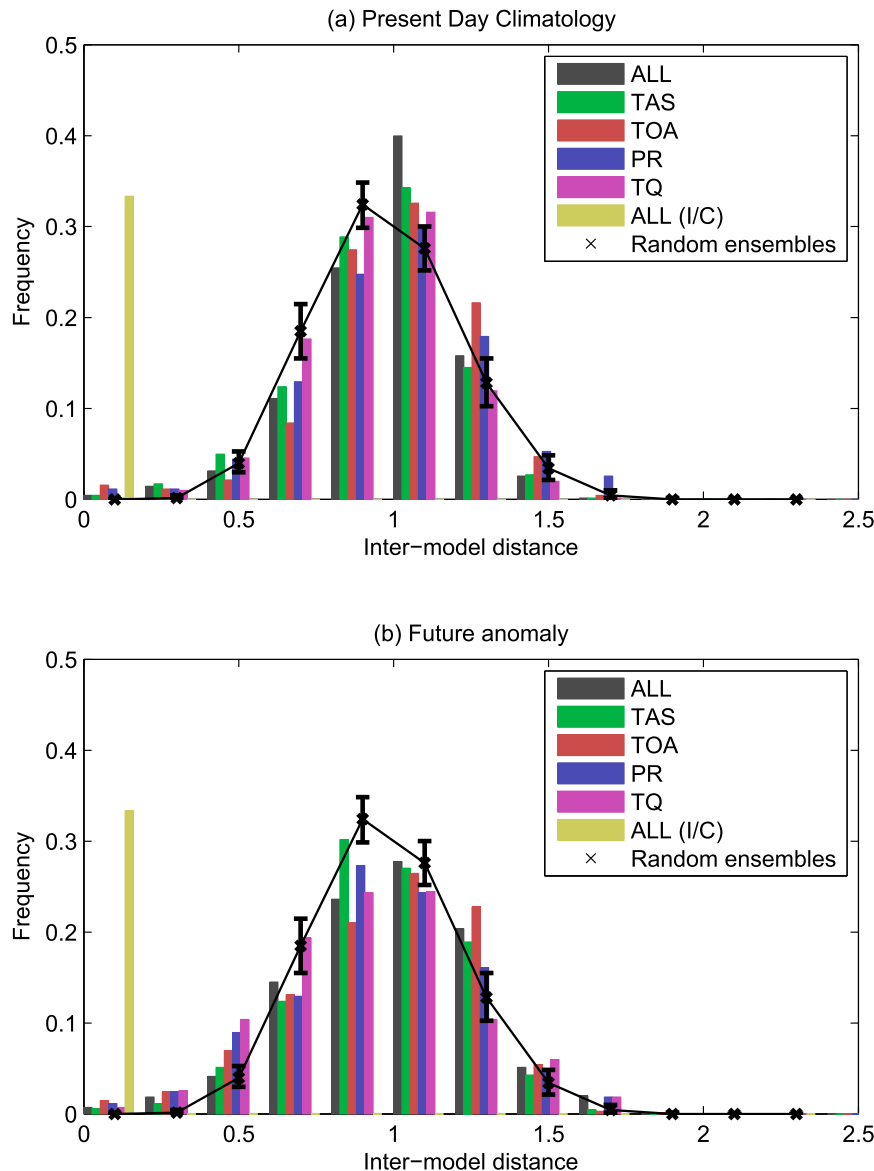 (a) Present Day Climatology
0.5
0.4
0.3
0.2
0.1
0
Frequency
ALL
TAS
TOA
PR
TQ
ALL (I/C)
Random ensembles
0 0.5 1 1.5 2 2.5
Inter−model distance
(b) Future anomaly
0.5
0.4
0.3
0.2
0.1
0
Frequency
ALL
TAS
TOA
PR
TQ
ALL (I/C)
Random ensembles
0 0.5 1 1.5 2 2.5
Inter−model distance